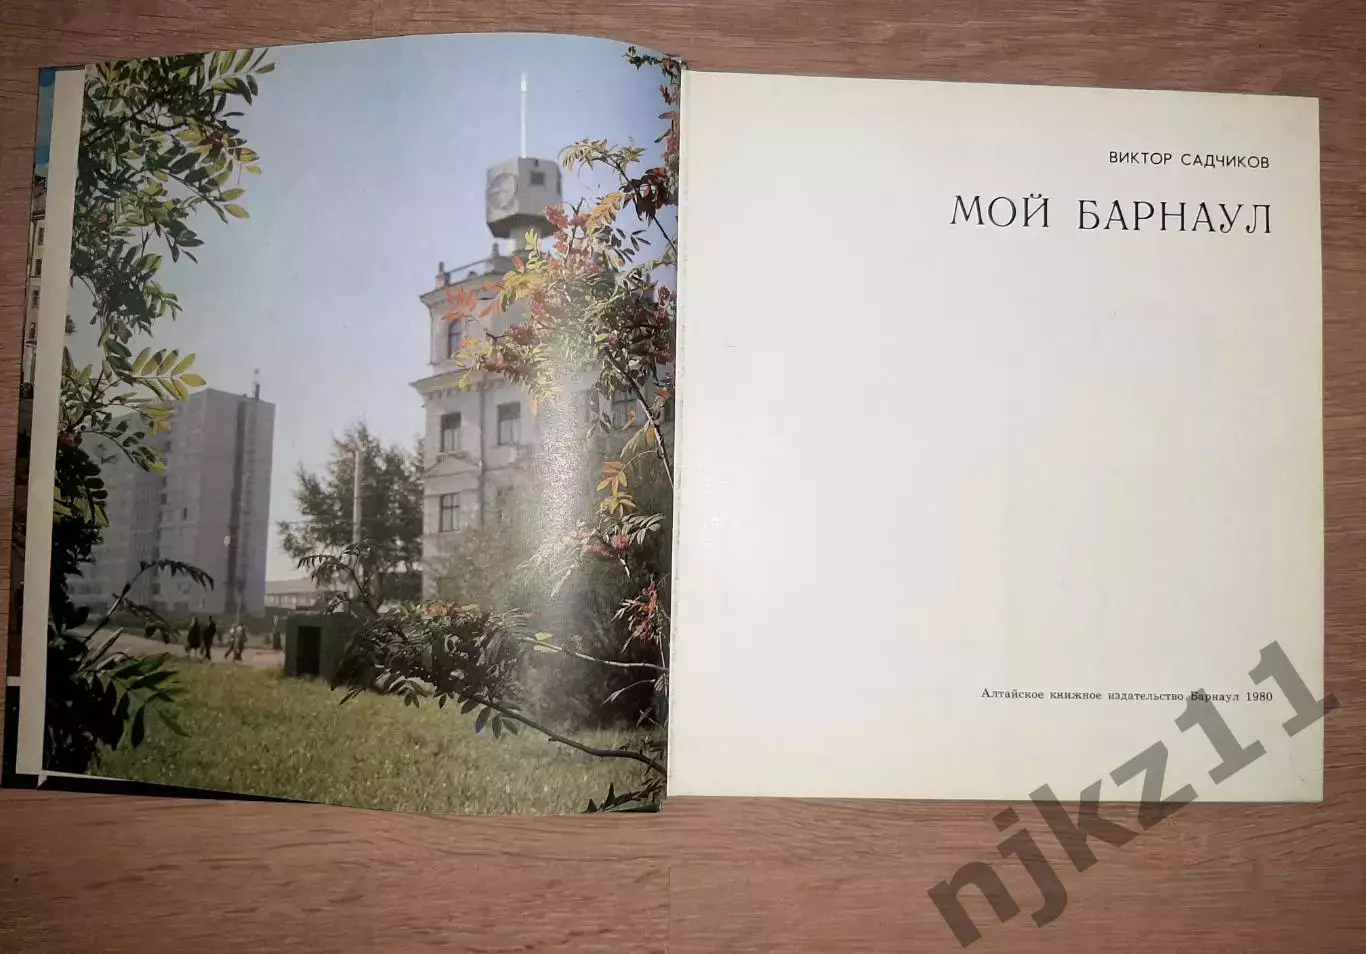 ВИКТОР САДЧИКОВ
МОЙ БАРНАУЛ
Алтайское книжное издательство Барнаул 1980
njkz11